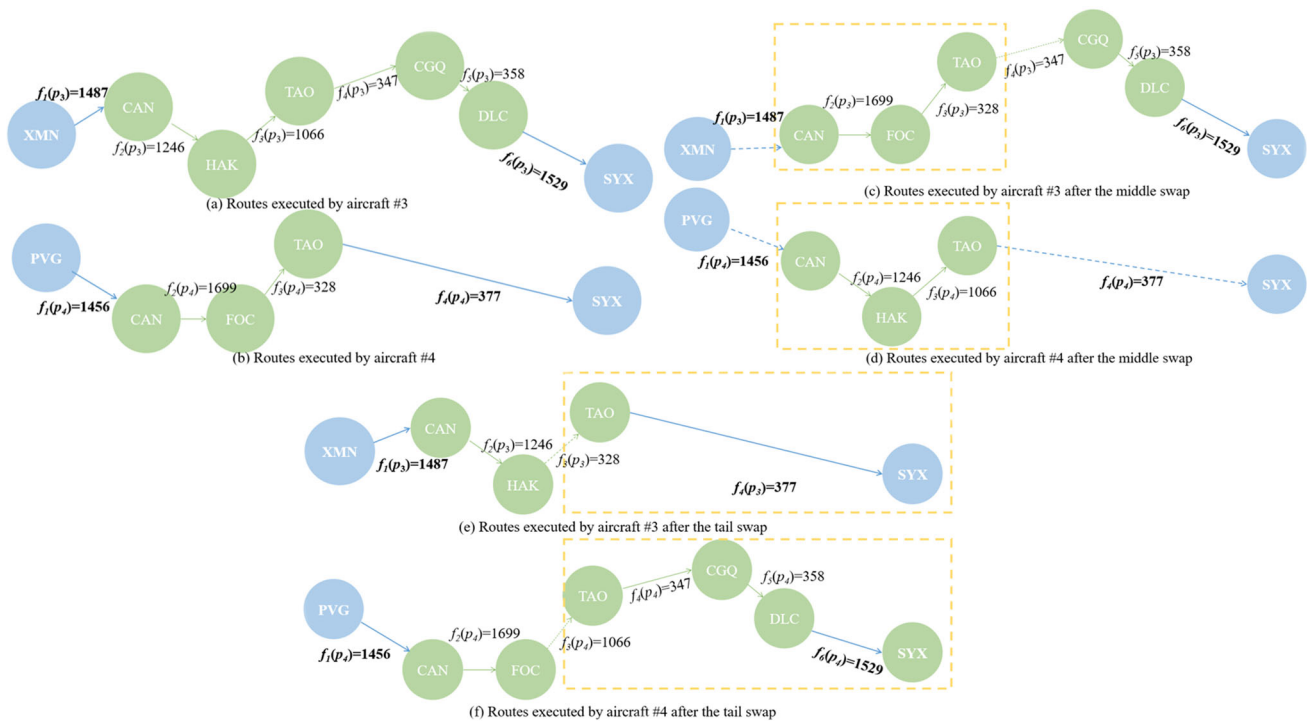 f₁(p₃)=1487
XMN
CAN
f₂(p₃)=1246
HAK
f₃(p₃)=1066
TAO
f₄(p₃)=347
CGQ
f₅(p₃)=358
DLC
f₆(p₃)=1529
SYX
(a) Routes executed by aircraft #3
PVG
f₁(p₄)=1456
CAN
f₂(p₄)=1699
FOC
f₃(p₄)=328
TAO
f₄(p₄)=377
SYX
(b) Routes executed by aircraft #4
XMN
f₁(p₃)=1487
CAN
f₂(p₃)=1699
FOC
f₃(p₃)=328
TAO
f₄(p₃)=347
CGQ
f₅(p₃)=358
DLC
f₆(p₃)=1529
SYX
(c) Routes executed by aircraft #3 after the middle swap
PVG
f₁(p₄)=1456
CAN
f₂(p₄)=1246
HAK
f₃(p₄)=1066
TAO
f₄(p₄)=377
SYX
(d) Routes executed by aircraft #4 after the middle swap
XMN
f₁(p₃)=1487
CAN
f₂(p₃)=1246
HAK
f₃(p₃)=328
TAO
f₄(p₃)=377
SYX
(e) Routes executed by aircraft #3 after the tail swap
PVG
f₁(p₄)=1456
CAN
f₂(p₄)=1699
FOC
f₃(p₄)=1066
TAO
f₄(p₄)=347
CGQ
f₅(p₄)=358
DLC
f₆(p₄)=1529
SYX
(f) Routes executed by aircraft #4 after the tail swap